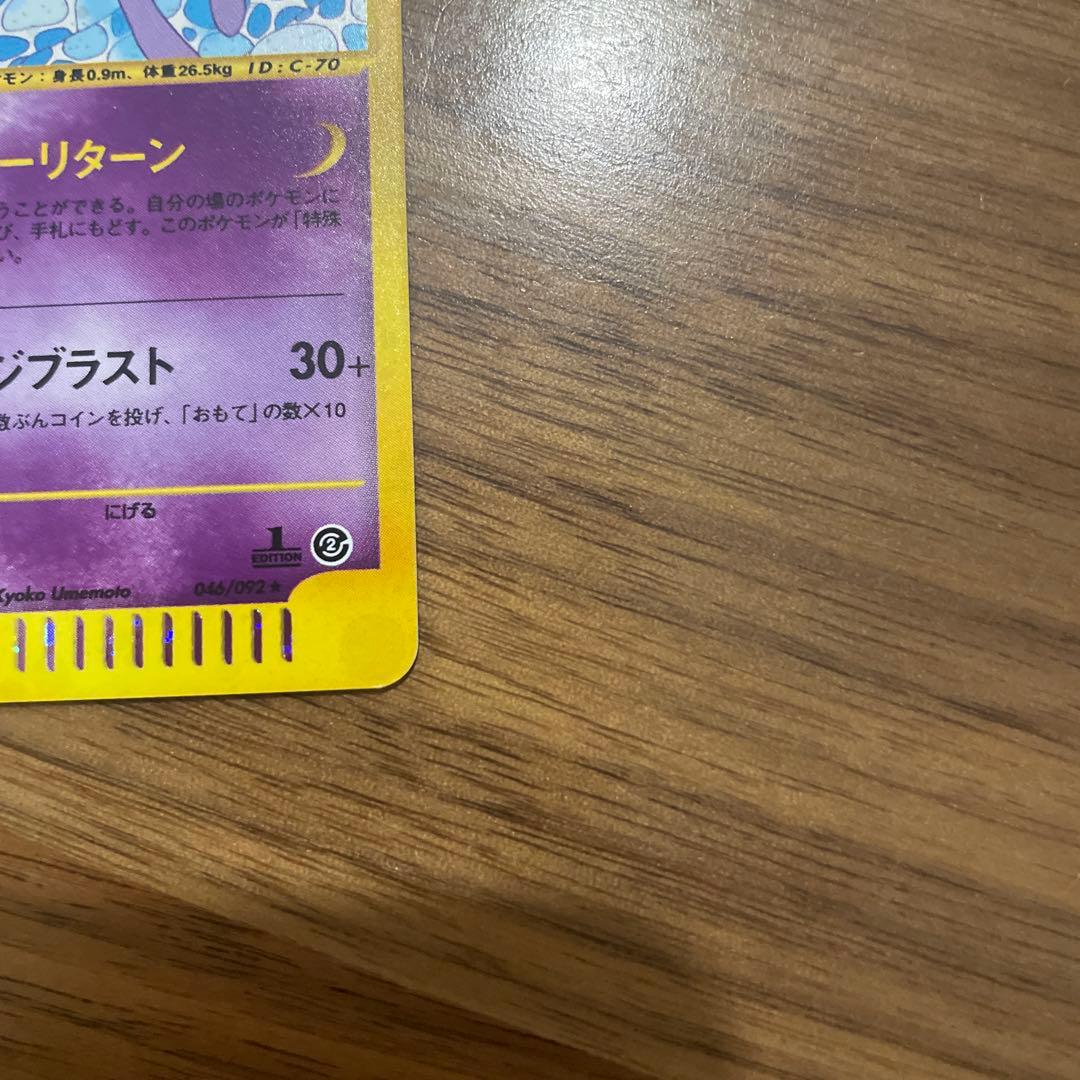 モン：身長0.9m、体重26.5kg ID：C-70
ーリターン
うことができる。自分の場のポケモンに
び、手札にもどす。このポケモンが「特殊
い。
ジブラスト 30+
数ぶんコインを投げ、「おもて」の数×10
にげる
1
EDITION
2
Kyoko Umemoto 046/092★